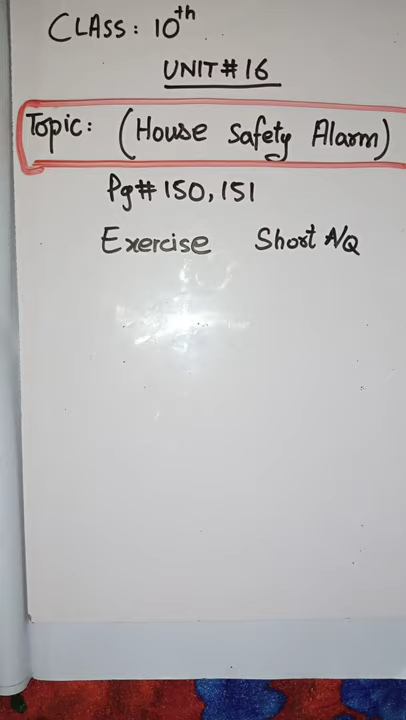 CLASS: 10th
UNIT # 16
Topic: (House Safety Alarm)
Pg# 150, 151
Exercise Short A/Q